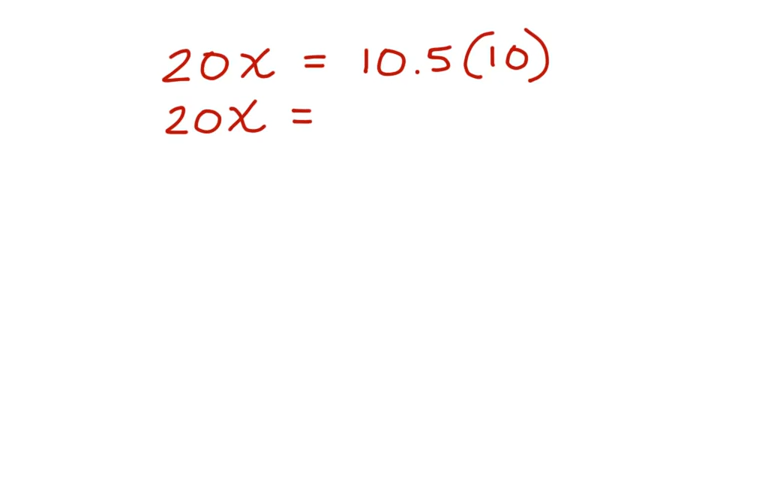 20x = 10.5(10)
20x =